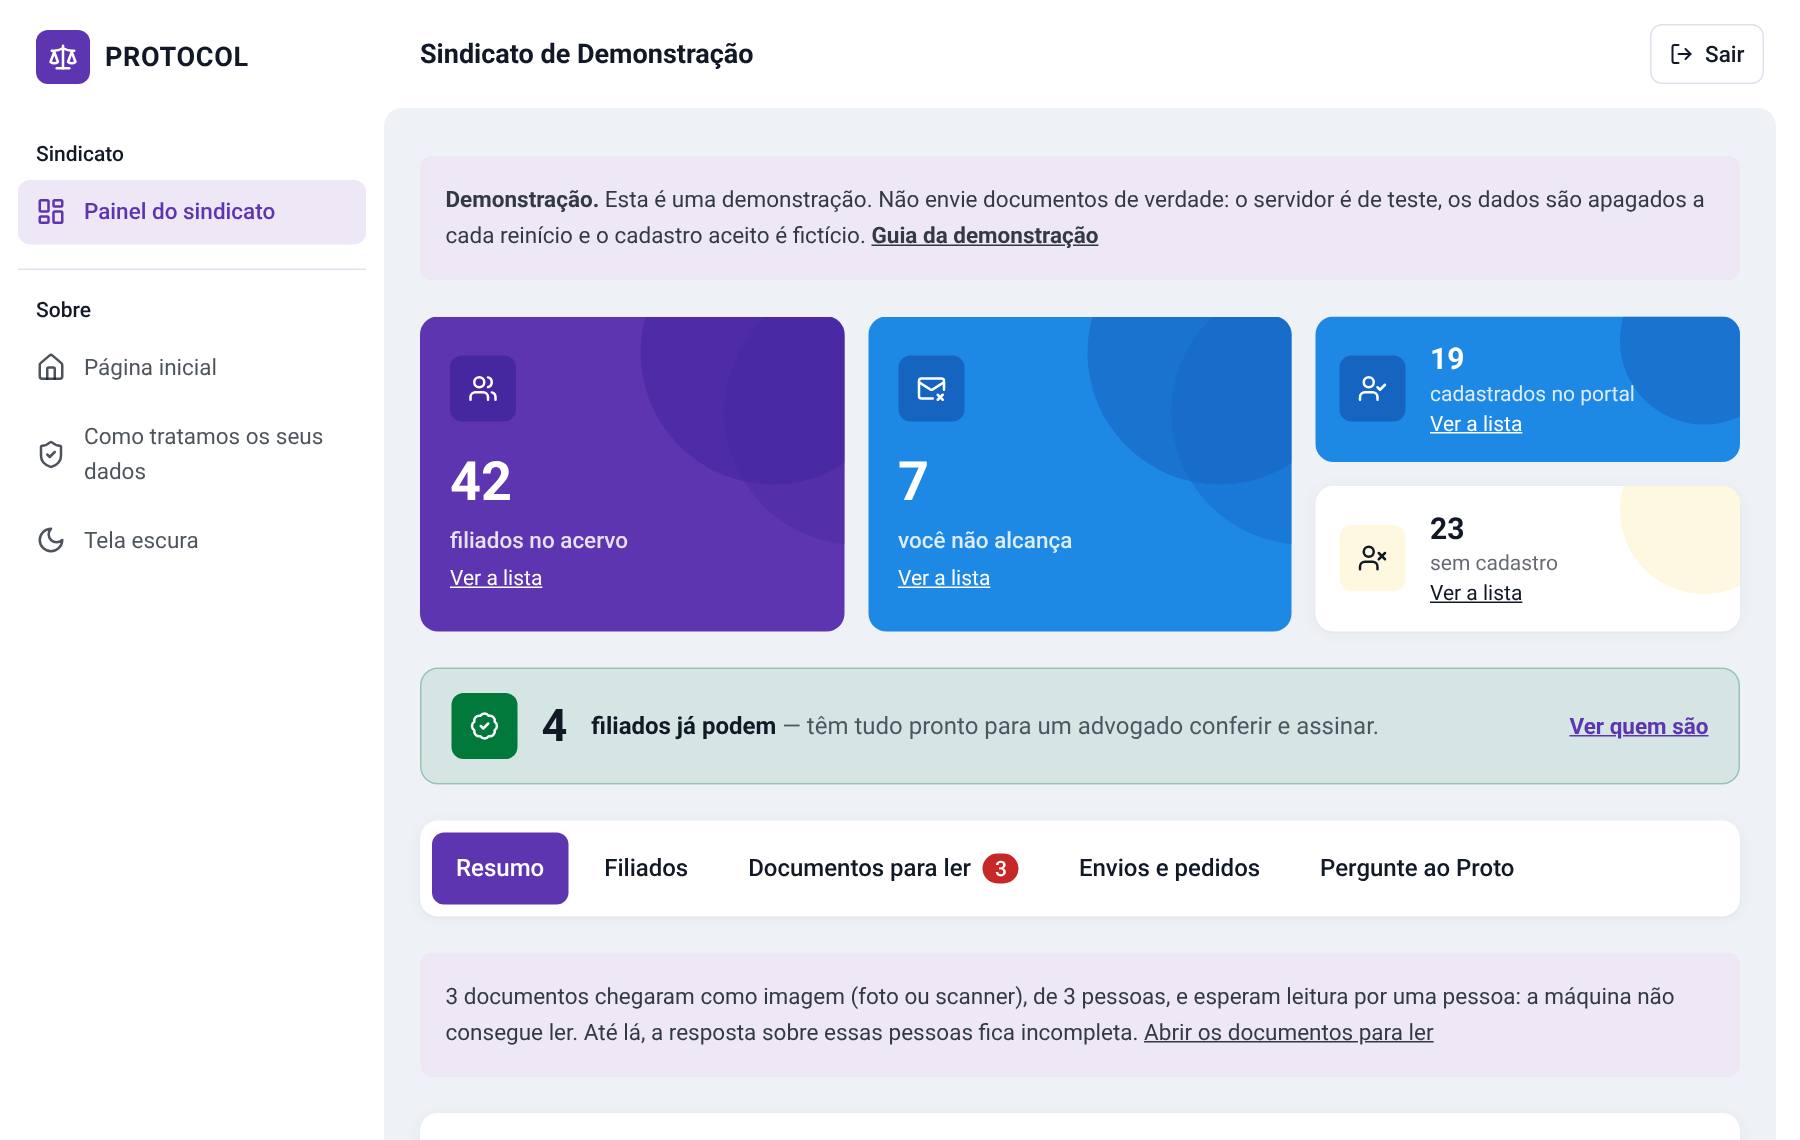 PROTOCOL
Sindicato de Demonstração
Sair
Sindicato
Painel do sindicato
Sobre
Página inicial
Como tratamos os seus
dados
Tela escura
Demonstração. Esta é uma demonstração. Não envie documentos de verdade: o servidor é de teste, os dados são apagados a
cada reinício e o cadastro aceito é fictício. Guia da demonstração
42
filiados no acervo
Ver a lista
7
você não alcança
Ver a lista
19
cadastrados no portal
Ver a lista
23
sem cadastro
Ver a lista
4 filiados já podem — têm tudo pronto para um advogado conferir e assinar. Ver quem são
Resumo Filiados Documentos para ler 3 Envios e pedidos Pergunte ao Proto
3 documentos chegaram como imagem (foto ou scanner), de 3 pessoas, e esperam leitura por uma pessoa: a máquina não
consegue ler. Até lá, a resposta sobre essas pessoas fica incompleta. Abrir os documentos para ler